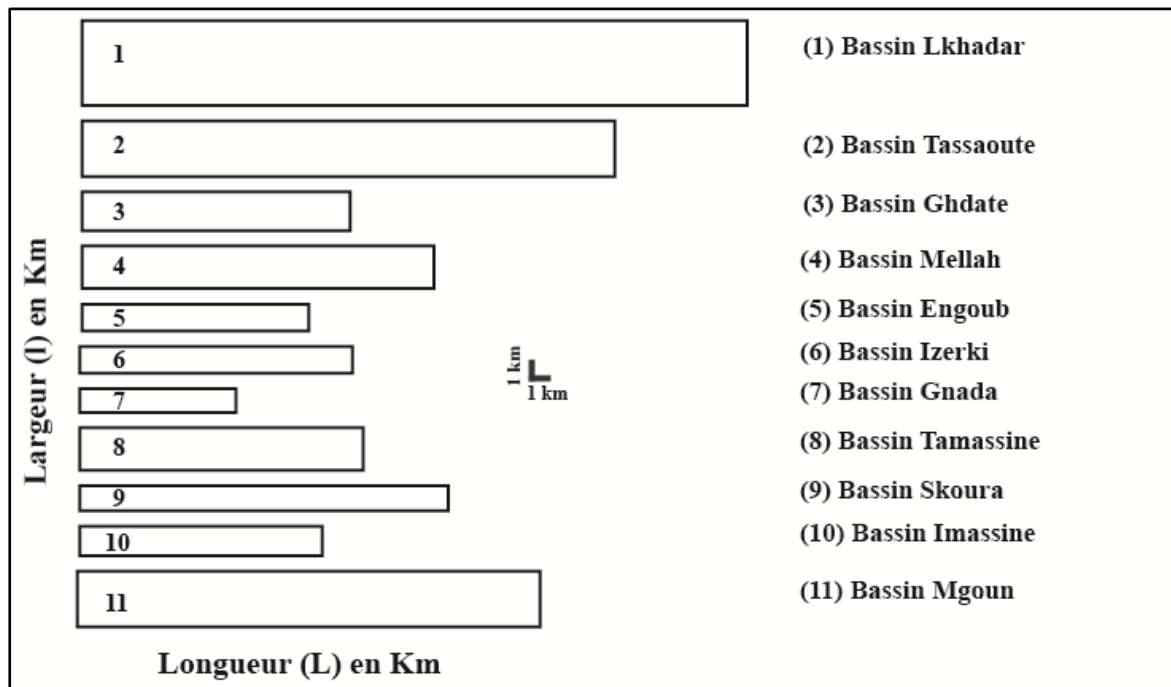 1
(1) Bassin Lkhadar
2
(2) Bassin Tassaoute
3
(3) Bassin Ghdate
4
(4) Bassin Mellah
5
(5) Bassin Engoub
6
(6) Bassin Izerki
7
(7) Bassin Gnada
8
(8) Bassin Tamassine
9
(9) Bassin Skoura
10
(10) Bassin Imassine
11
(11) Bassin Mgoun
Largeur (l) en Km
1 km
1 km
Longueur (L) en Km